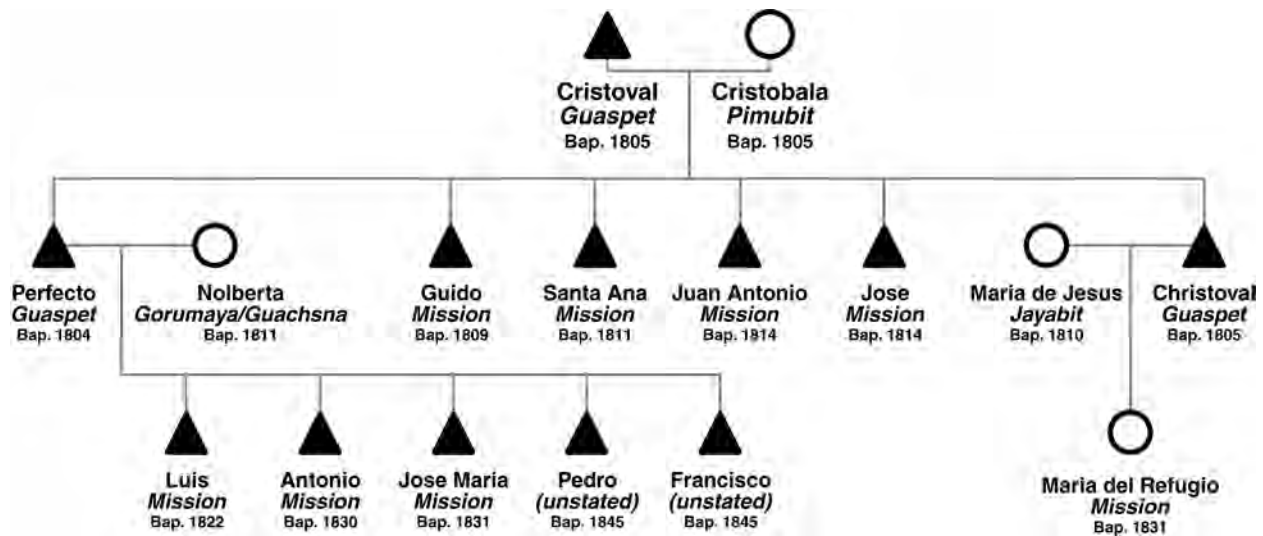 Cristoval
Guaspet
Bap. 1805
Cristobala
Pimubit
Bap. 1805
Perfecto
Guaspet
Bap. 1804
Nolberta
Gorumaya/Guachsna
Bap. 1811
Guido
Mission
Bap. 1809
Santa Ana
Mission
Bap. 1811
Juan Antonio
Mission
Bap. 1814
Jose
Mission
Bap. 1814
Maria de Jesus
Jayabit
Bap. 1810
Christoval
Guaspet
Bap. 1805
Luis
Mission
Bap. 1822
Antonio
Mission
Bap. 1830
Jose Maria
Mission
Bap. 1831
Pedro
(unstated)
Bap. 1845
Francisco
(unstated)
Bap. 1845
Maria del Refugio
Mission
Bap. 1831